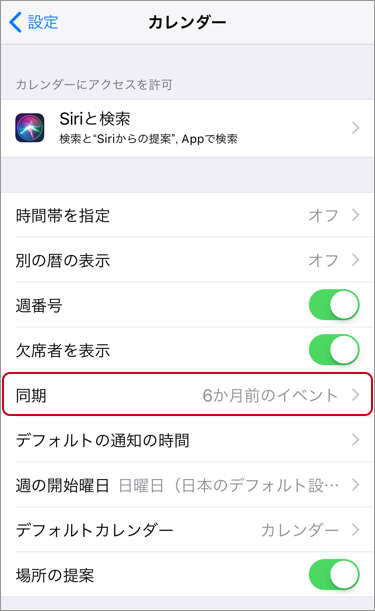 設定
カレンダー
カレンダーにアクセスを許可
Siriと検索
検索と“Siriからの提案”, Appで検索
時間帯を指定 オフ
別の暦の表示 オフ
週番号
欠席者を表示
同期 6か月前のイベント
デフォルトの通知の時間
週の開始曜日 日曜日（日本のデフォルト設…
デフォルトカレンダー カレンダー
場所の提案